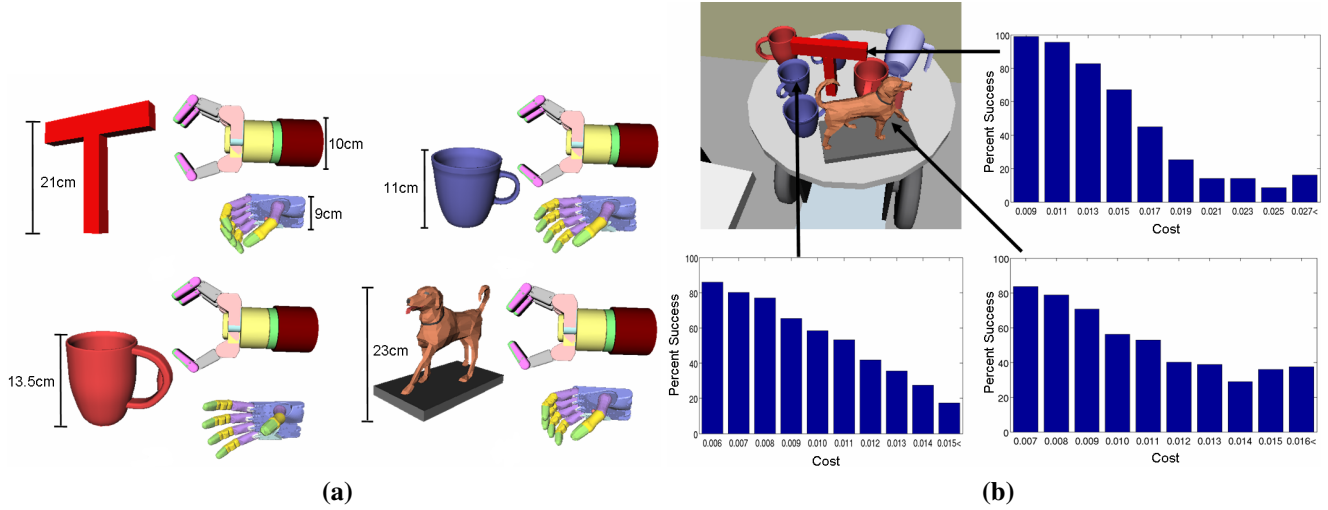 21cm
10cm
9cm
11cm
13.5cm
23cm
(a)
Percent Success
100
80
60
40
20
0
0.009 0.011 0.013 0.015 0.017 0.019 0.021 0.023 0.025 0.027<
Cost
Percent Success
100
80
60
40
20
0
0.006 0.007 0.008 0.009 0.010 0.011 0.012 0.013 0.014 0.015<
Cost
Percent Success
100
80
60
40
20
0
0.007 0.008 0.009 0.010 0.011 0.012 0.013 0.014 0.015 0.016<
Cost
(b)